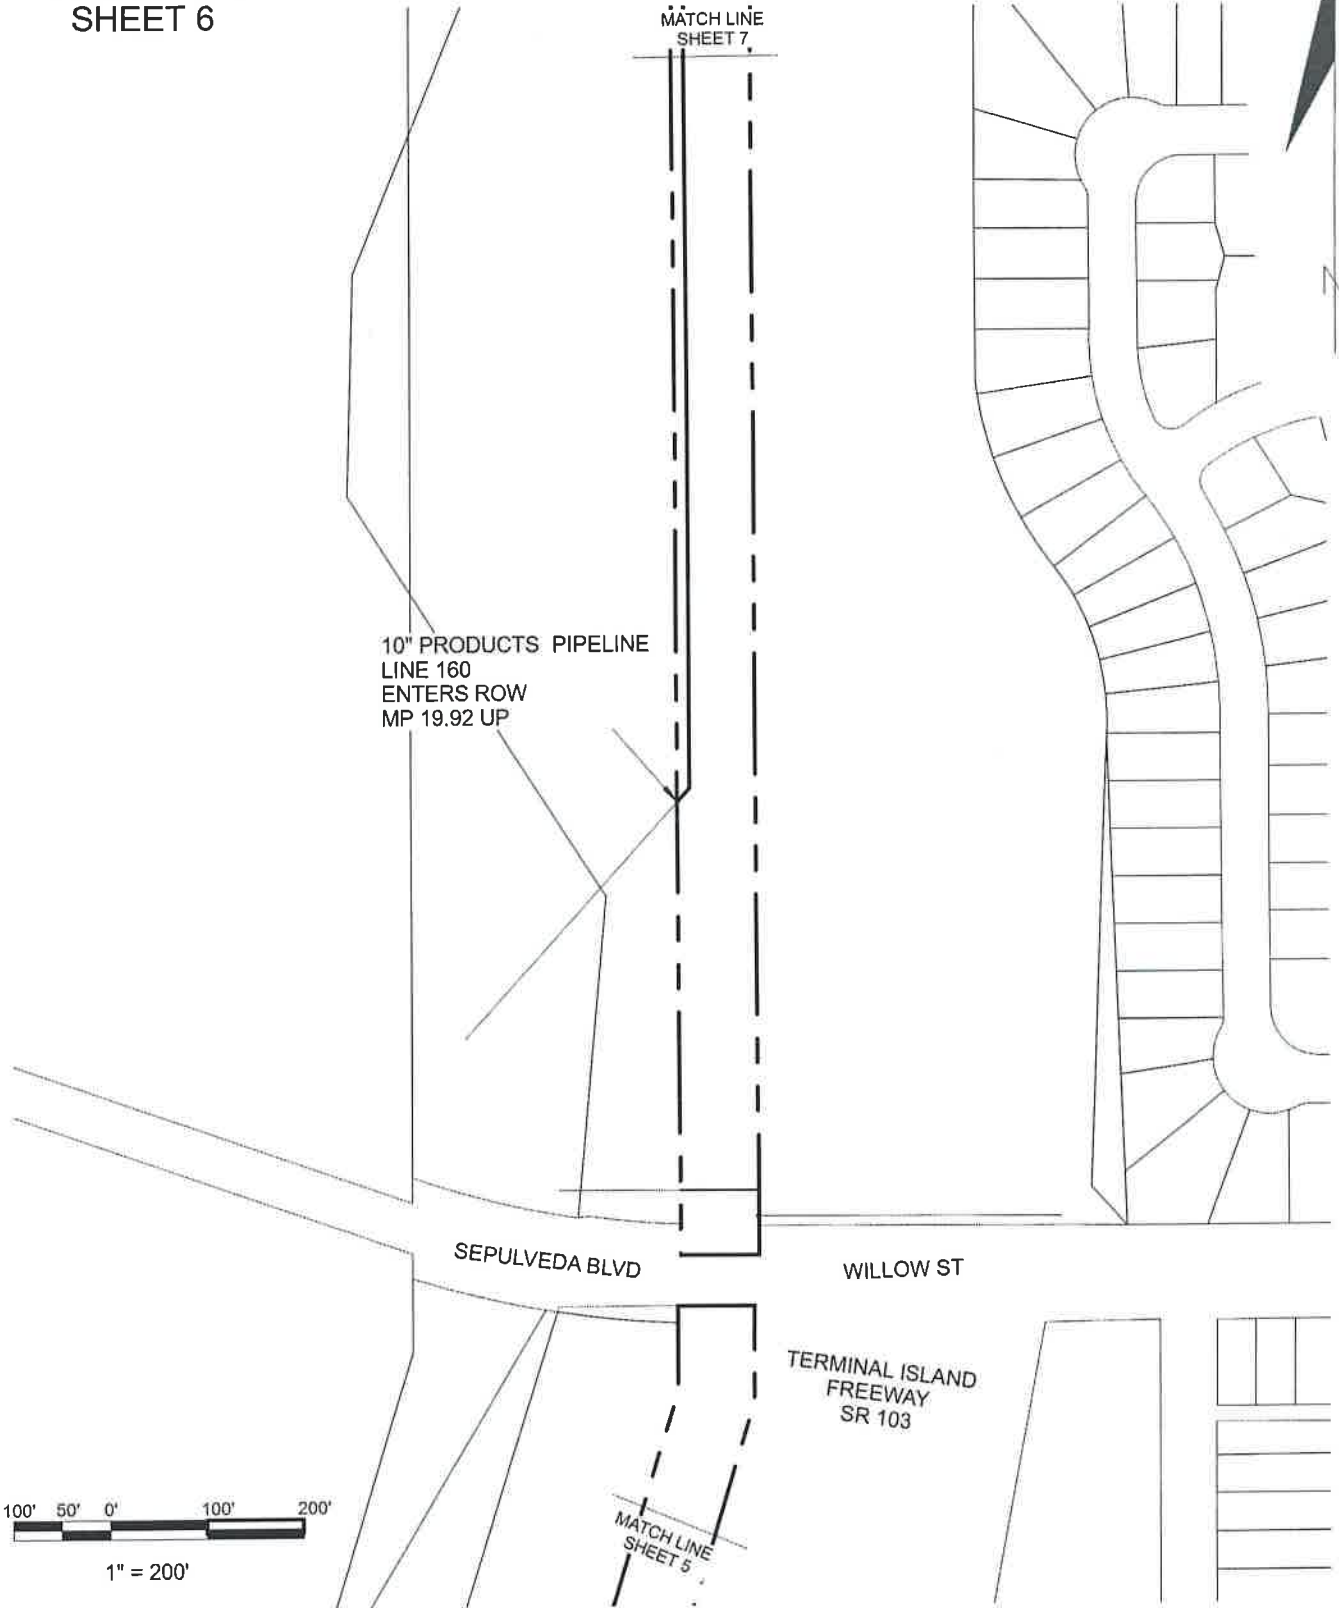 SHEET 6
MATCH LINE
SHEET 7
10" PRODUCTS PIPELINE
LINE 160
ENTERS ROW
MP 19.92 UP
SEPULVEDA BLVD
WILLOW ST
TERMINAL ISLAND
FREEWAY
SR 103
MATCH LINE
SHEET 5
100' 50' 0' 100' 200'
1" = 200'